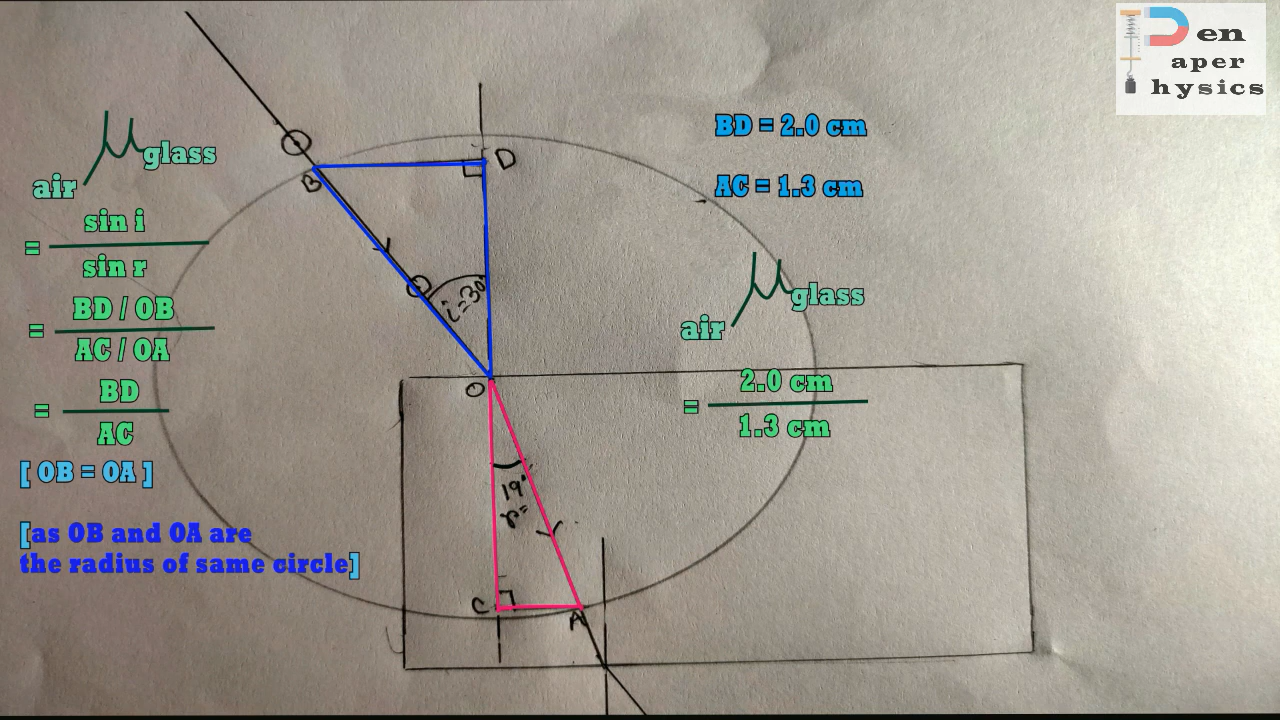 Pen
aper
hysics
air μ glass
= sin i
sin r
= BD / OB
AC / OA
= BD
AC
[ OB = OA ]
[as OB and OA are
the radius of same circle]
B
D
i=30°
O
19°
r=
C
A
BD = 2.0 cm
AC = 1.3 cm
air μ glass
= 2.0 cm
1.3 cm